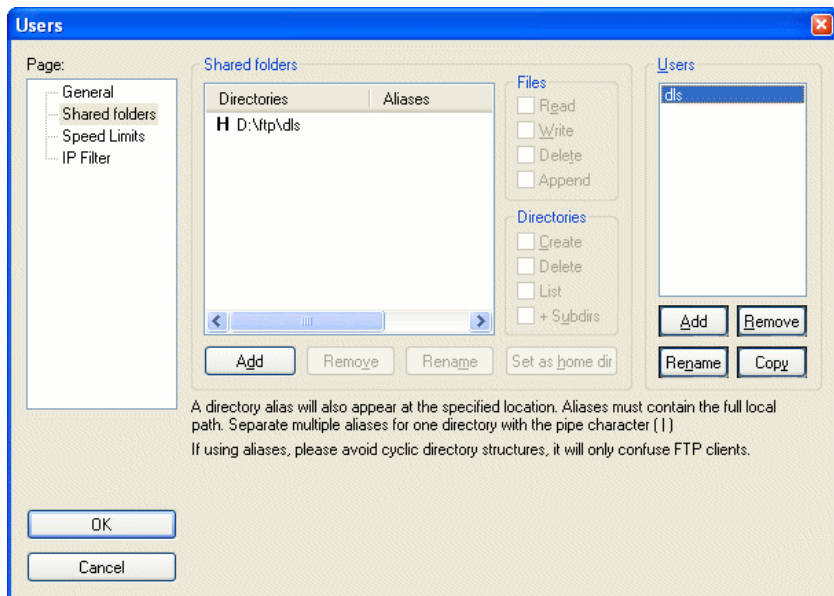 Users
Page:
General
Shared folders
Speed Limits
IP Filter
Shared folders
Directories Aliases
H D:\ftp\dls
Files
Read
Write
Delete
Append
Directories
Create
Delete
List
+ Subdirs
Add Remove Rename Set as home dir
Users
dls
Add Remove
Rename Copy
A directory alias will also appear at the specified location. Aliases must contain the full local
path. Separate multiple aliases for one directory with the pipe character ( | )
If using aliases, please avoid cyclic directory structures, it will only confuse FTP clients.
OK
Cancel